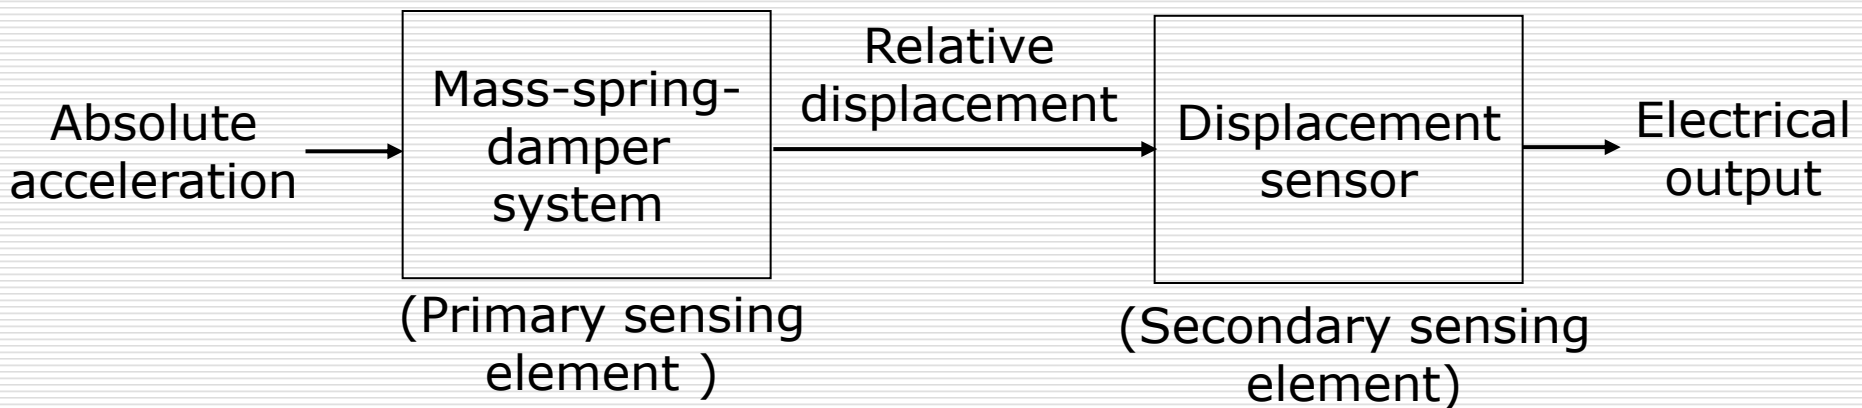 Absolute
acceleration
Mass-spring-
damper
system
(Primary sensing
element )
Relative
displacement
Displacement
sensor
(Secondary sensing
element)
Electrical
output